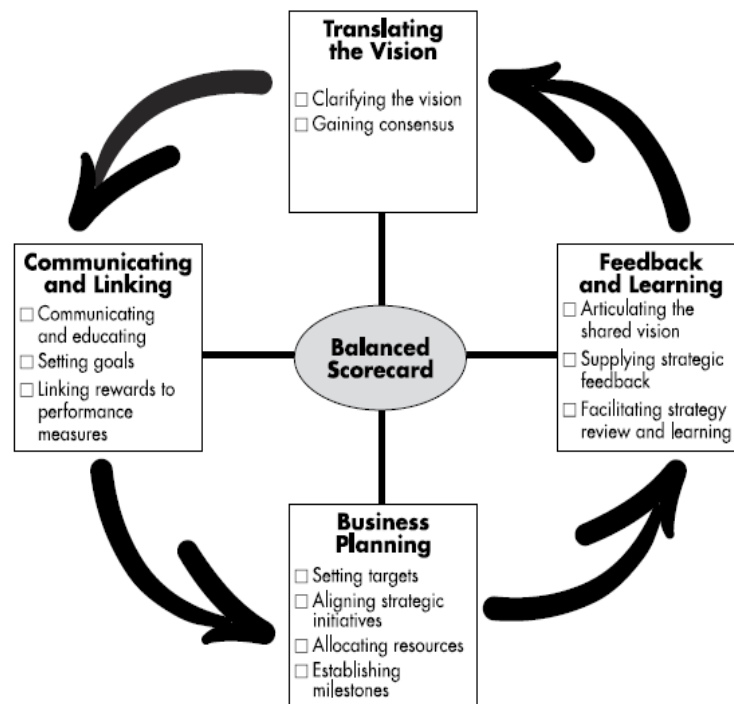 Translating
the Vision
☐ Clarifying the vision
☐ Gaining consensus
Communicating
and Linking
☐ Communicating
and educating
☐ Setting goals
☐ Linking rewards to
performance
measures
Balanced
Scorecard
Feedback
and Learning
☐ Articulating the
shared vision
☐ Supplying strategic
feedback
☐ Facilitating strategy
review and learning
Business
Planning
☐ Setting targets
☐ Aligning strategic
initiatives
☐ Allocating resources
☐ Establishing
milestones